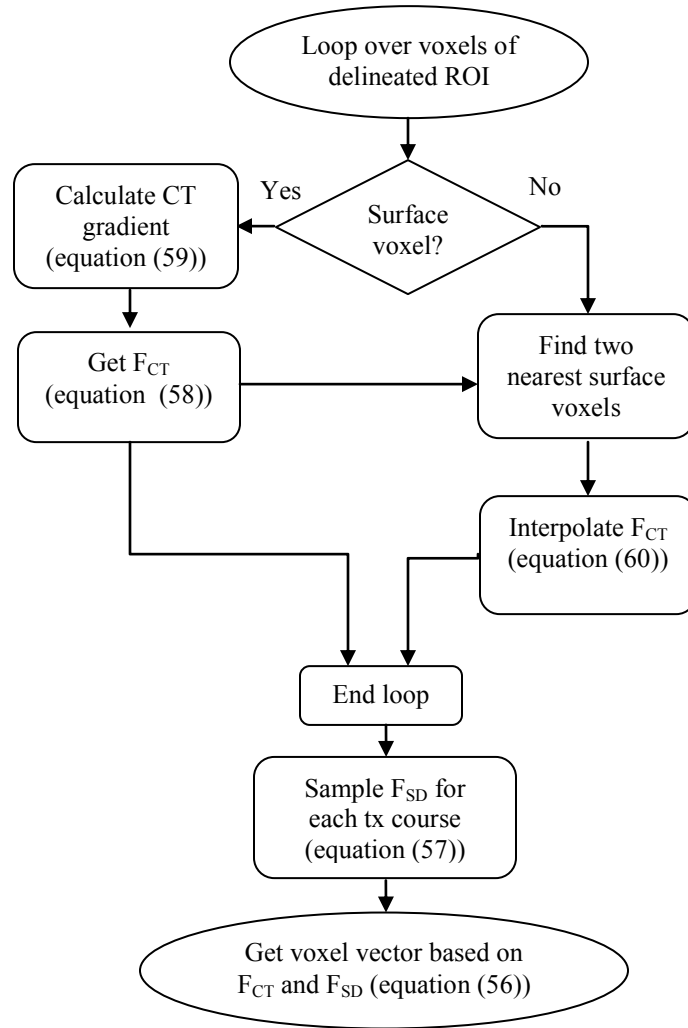 Loop over voxels of
delineated ROI
Yes
No
Surface
voxel?
Calculate CT
gradient
(equation (59))
Get F_CT
(equation (58))
Find two
nearest surface
voxels
Interpolate F_CT
(equation (60))
End loop
Sample F_SD for
each tx course
(equation (57))
Get voxel vector based on
F_CT and F_SD (equation (56))